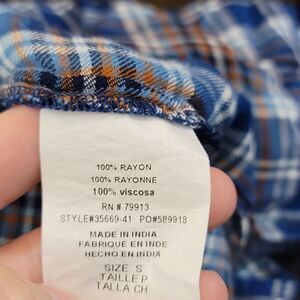 100% RAYON
100% RAYONNE
100% viscosa
RN # 79913
STYLE#35669-41 PO#589918
MADE IN INDIA
FABRIQUÉ EN INDE
HECHO EN INDIA
SIZE S
TAILLE P
TALLA CH